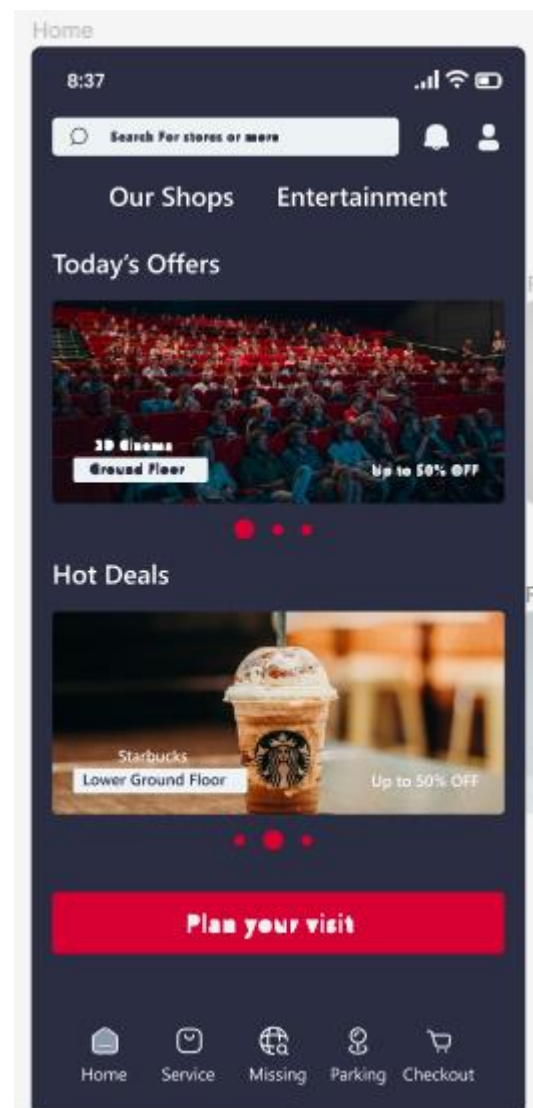 Home
8:37
Search For stores or more
Our Shops Entertainment
Today's Offers
3D Cinema
Ground Floor
Up to 50% OFF
Hot Deals
Starbucks
Lower Ground Floor
Up to 50% OFF
Plan your visit
Home Service Missing Parking Checkout